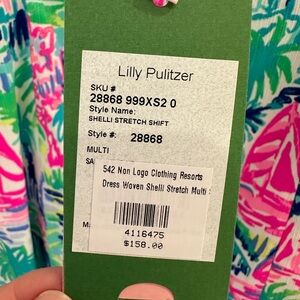 Lilly Pulitzer
SKU #
28868 999XS2 0
Style Name:
SHELLI STRETCH SHIFT
Style #: 28868
MULTI
542 Non Logo Clothing Resorts
Dress Woven Shelli Stretch Multi
4116475
$158.00